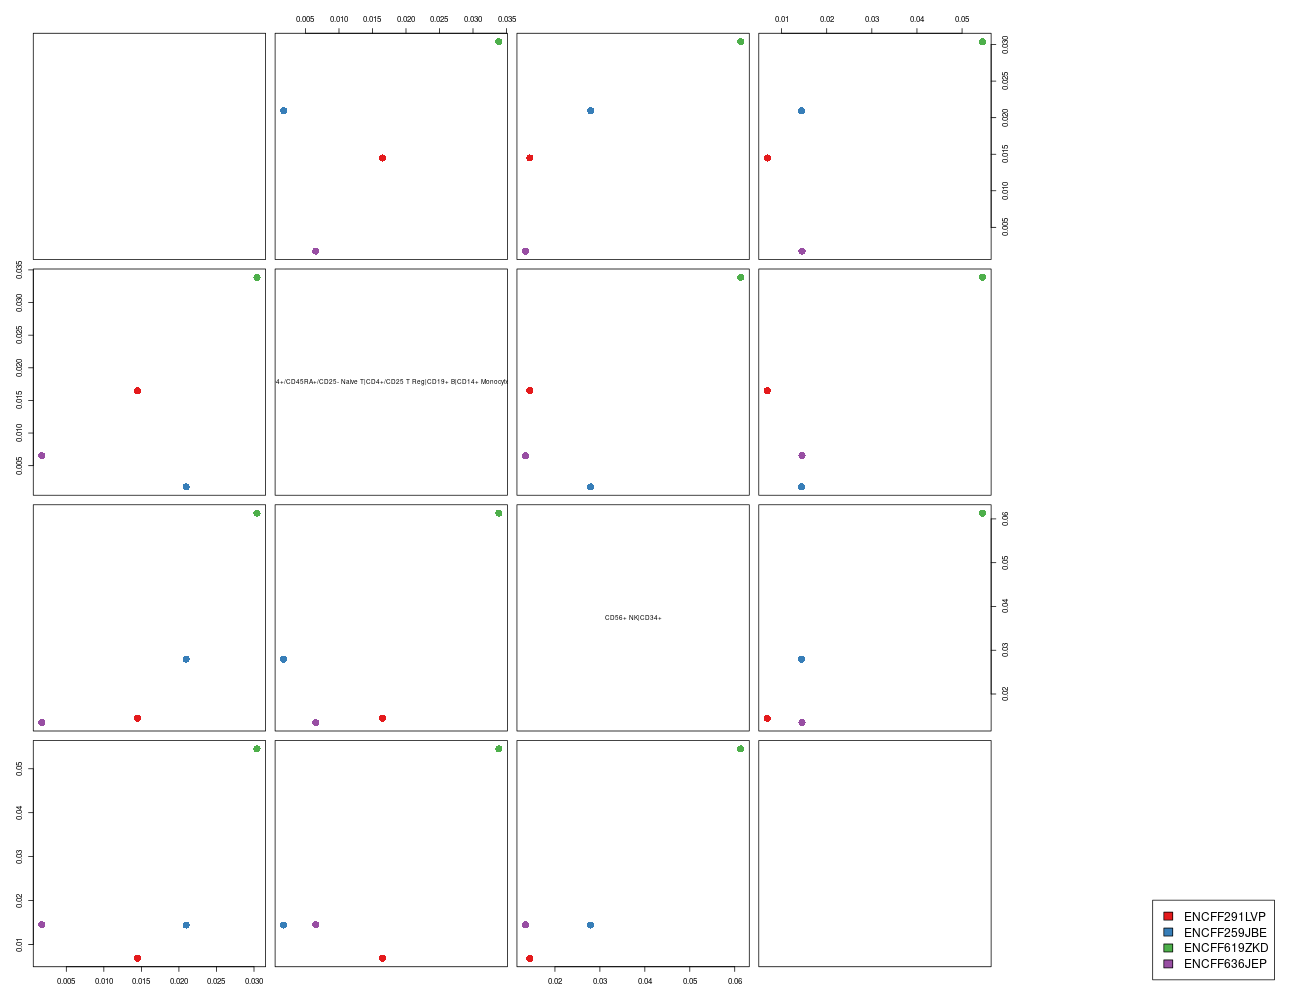 0.005 0.010 0.015 0.020 0.025 0.030 0.035
0.01 0.02 0.03 0.04 0.05
0.005 0.010 0.015 0.020 0.025 0.030
0.005 0.010 0.015 0.020 0.025 0.030 0.035
4+/CD45RA+/CD25- Naive T|CD4+/CD25 T Reg|CD19+ B|CD14+ Monocyte
CD56+ NK|CD34+
0.02 0.03 0.04 0.05 0.06
0.01 0.02 0.03 0.04 0.05
0.005 0.010 0.015 0.020 0.025 0.030
0.02 0.03 0.04 0.05 0.06
ENCFF291LVP
ENCFF259JBE
ENCFF619ZKD
ENCFF636JEP